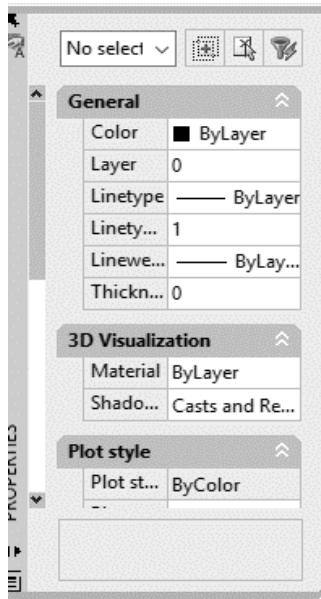 No select
General
Color ByLayer
Layer 0
Linetype ByLayer
Linety... 1
Linewe... ByLay...
Thickn... 0
3D Visualization
Material ByLayer
Shado... Casts and Re...
Plot style
Plot st... ByColor
PROPERTIES